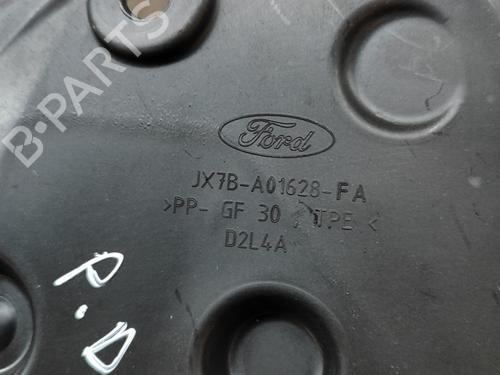 B-PARTS
Ford
JX7B-A01628-FA
>PP- GF 30 , TPE <
D2L4A
P.D